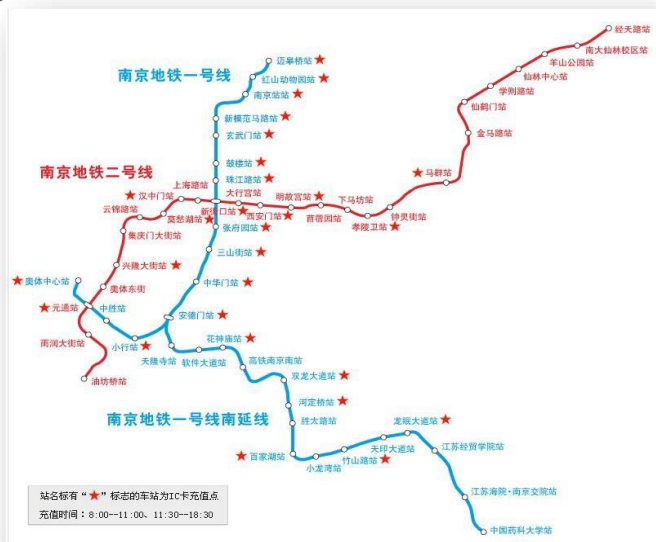 经天路站
南大仙林校区站
羊山公园站
仙林中心站
学则路站
仙鹤门站
金马路站
马群站
迈皋桥站
红山动物园站
南京站站
新模范马路站
玄武门站
鼓楼站
珠江路站
南京地铁一号线
南京地铁二号线
上海路站
大行宫站
汉中门站
明故宫站
下马坊站
云锦路站
莫愁湖站
新街口站
西安门站
苜蓿园站
钟灵街站
孝陵卫站
张府园站
集庆门大街站
三山街站
兴隆大街站
奥体中心站
中华门站
奥体东街
元通站
中胜站
安德门站
雨润大街站
小行站
天隆寺站
软件大道站
花神庙站
高铁南京南站
双龙大道站
油坊桥站
河定桥站
胜太路站
南京地铁一号线南延线
百家湖站
小龙湾站
竹山路站
天印大道站
龙眠大道站
江苏经贸学院站
江苏海院·南京交院站
中国药科大学站
站名标有“★”标志的车站为IC卡充值点
充值时间：8:00--11:00、11:30--18:30